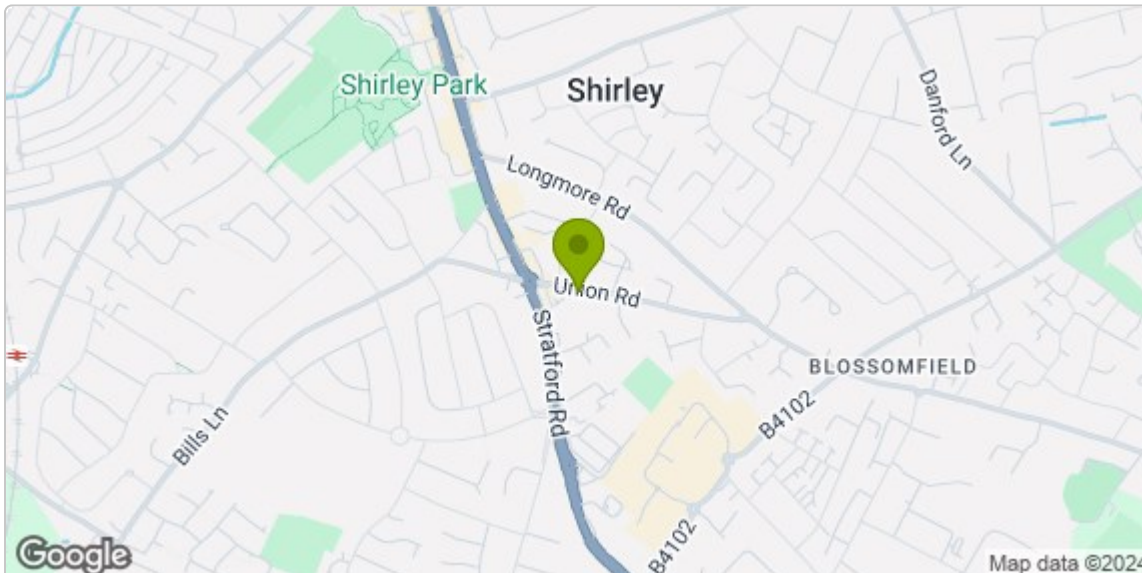 Shirley Park
Shirley
Danford Ln
Longmore Rd
Union Rd
Stratford Rd
BLOSSOMFIELD
Bills Ln
B4102
B4102
Google
Map data ©2024